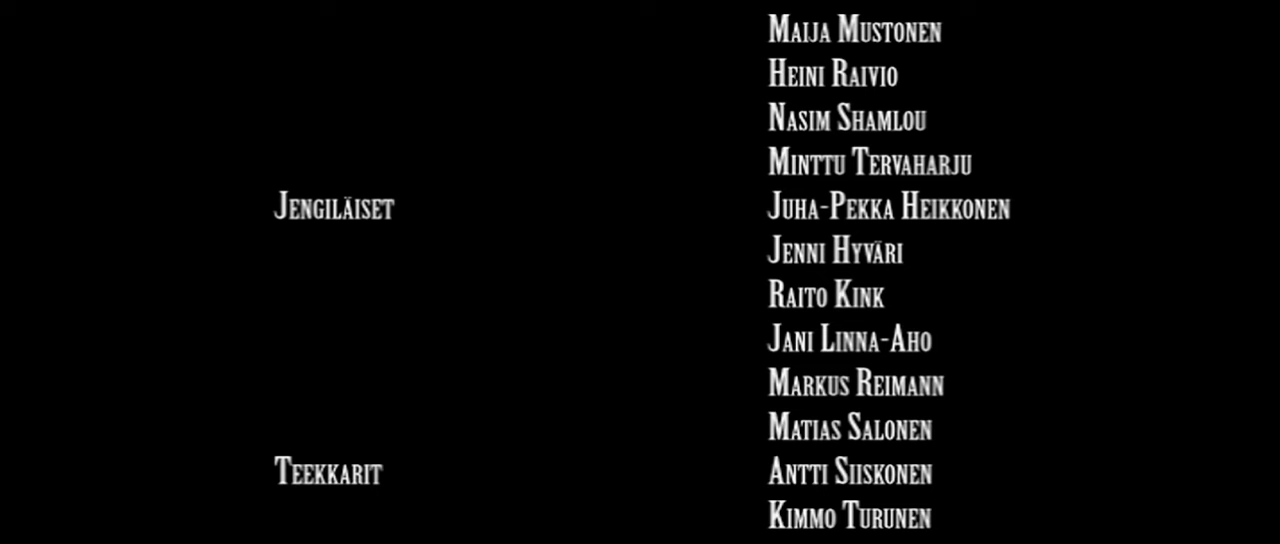 Maija Mustonen
Heini Raivio
Nasim Shamlou
Minttu Tervaharju
Jengiläiset Juha-Pekka Heikkonen
Jenni Hyväri
Raito Kink
Jani Linna-Aho
Markus Reimann
Matias Salonen
Teekkarit Antti Siiskonen
Kimmo Turunen